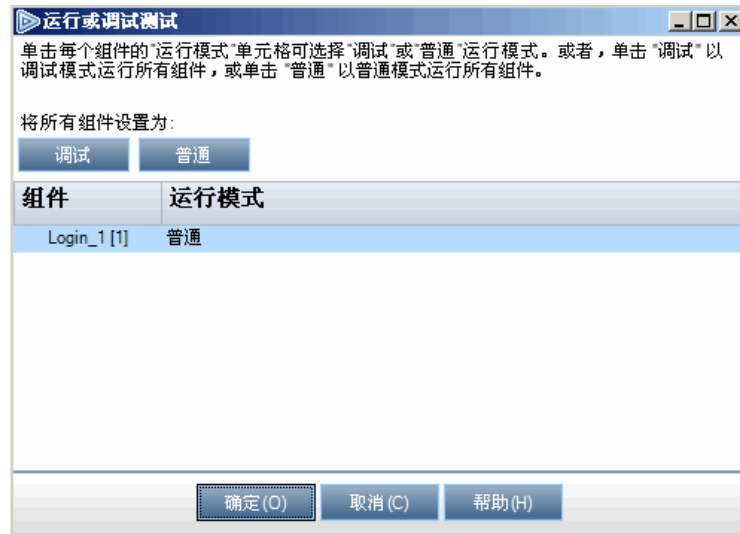 运行或调试测试
单击每个组件的"运行模式"单元格可选择"调试"或"普通"运行模式。或者，单击 "调试" 以
调试模式运行所有组件，或单击 "普通" 以普通模式运行所有组件。
将所有组件设置为:
调试 普通
组件 运行模式
Login_1 [1] 普通
确定(O) 取消(C) 帮助(H)